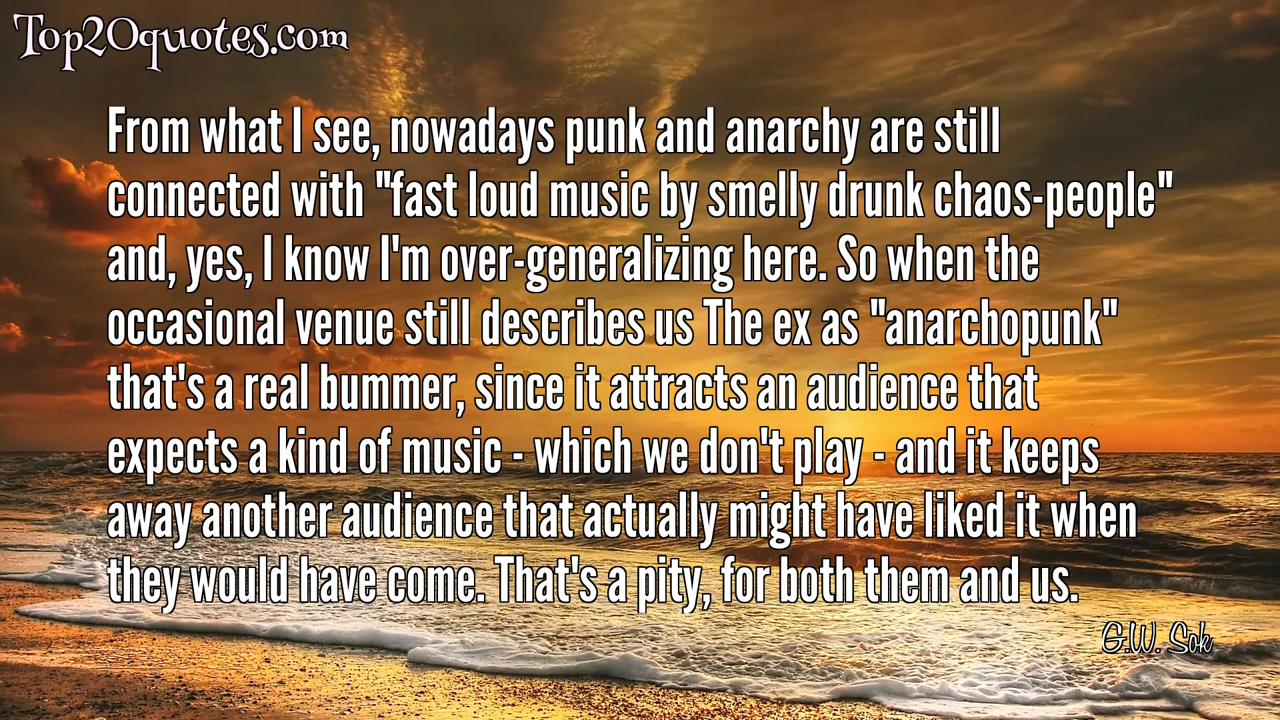 Top20quotes.com
From what I see, nowadays punk and anarchy are still
connected with "fast loud music by smelly drunk chaos-people"
and, yes, I know I'm over-generalizing here. So when the
occasional venue still describes us The ex as "anarchopunk"
that's a real bummer, since it attracts an audience that
expects a kind of music - which we don't play - and it keeps
away another audience that actually might have liked it when
they would have come. That's a pity, for both them and us.
G.W. Sok